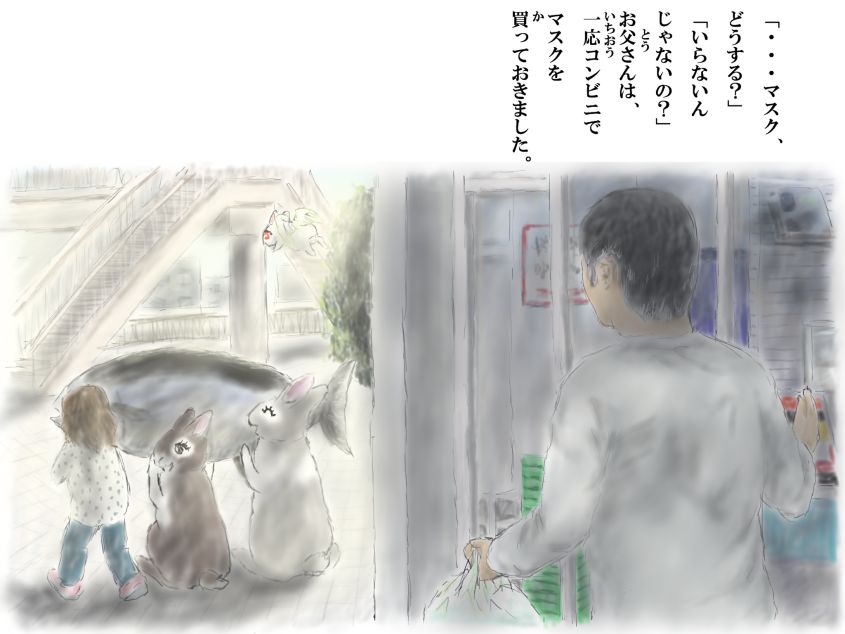 「・・・マスク、
どうする？」
「いらないん
じゃないの？」
お父さんは、
一応コンビニで
マスクを
買っておきました。